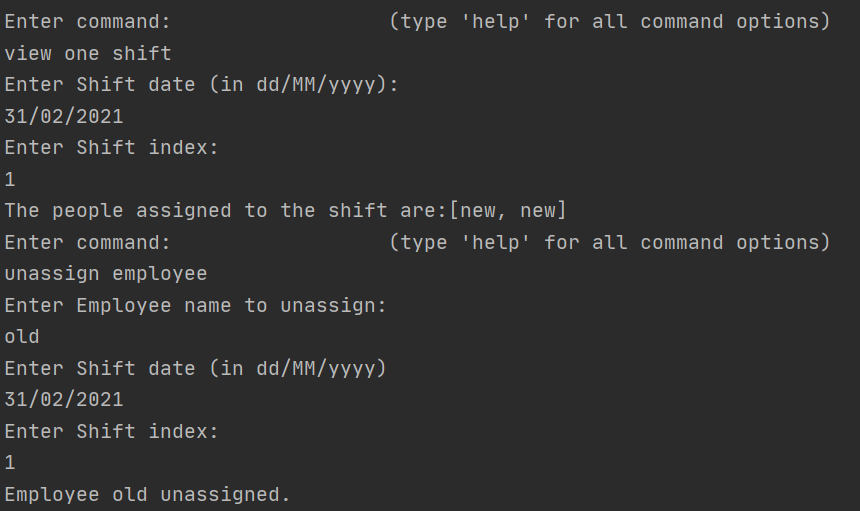 Enter command:                  (type 'help' for all command options)
view one shift
Enter Shift date (in dd/MM/yyyy):
31/02/2021
Enter Shift index:
1
The people assigned to the shift are:[new, new]
Enter command:                  (type 'help' for all command options)
unassign employee
Enter Employee name to unassign:
old
Enter Shift date (in dd/MM/yyyy)
31/02/2021
Enter Shift index:
1
Employee old unassigned.